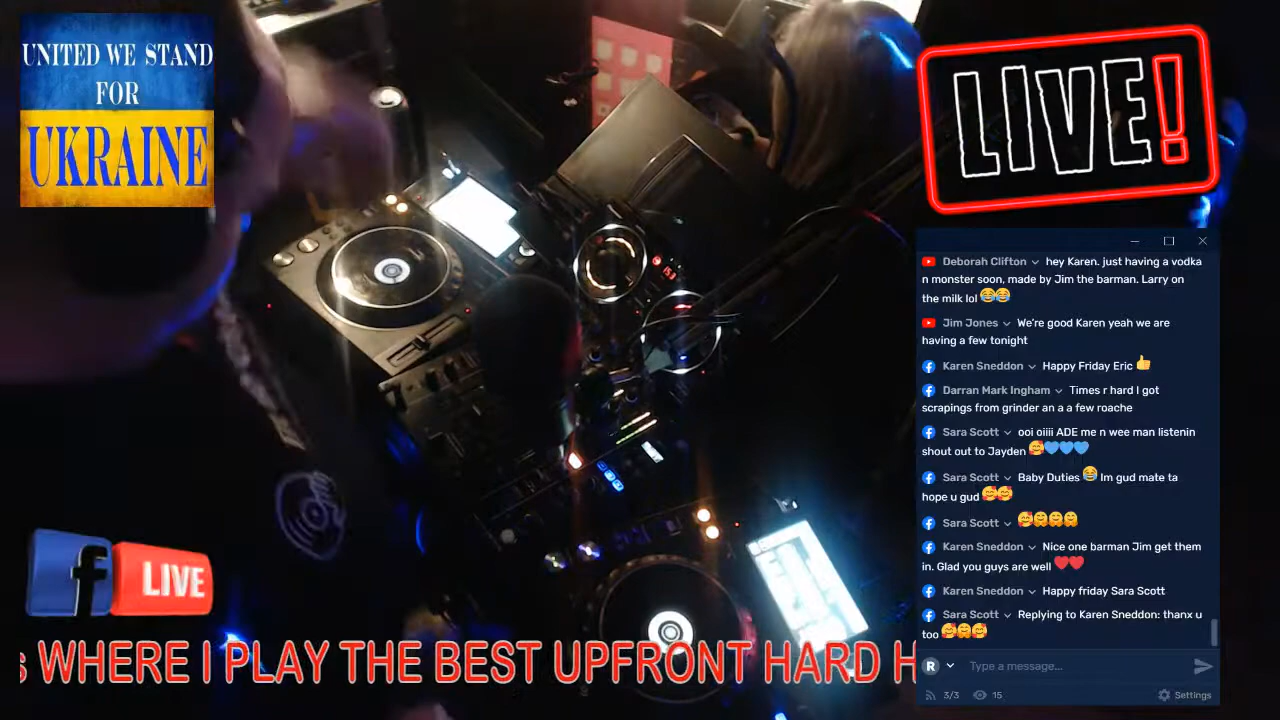 UNITED WE STAND
FOR
UKRAINE
LIVE!
Deborah Clifton hey Karen. just having a vodka
n monster soon, made by Jim the barman. Larry on
the milk lol 😂😂
Jim Jones We're good Karen yeah we are
having a few tonight
Karen Sneddon Happy Friday Eric 👍
Darran Mark Ingham Times r hard I got
scrapings from grinder an a a few roache
Sara Scott ooi oiiii ADE me n wee man listenin
shout out to Jayden 🥰💙💙💙
Sara Scott Baby Duties 😂 Im gud mate ta
hope u gud 🥰🥰
Sara Scott 🥰🤗🤗🤗
Karen Sneddon Nice one barman Jim get them
in. Glad you guys are well ❤️❤️
Karen Sneddon Happy friday Sara Scott
Sara Scott Replying to Karen Sneddon: thanx u
too 🥰🥰🥰
R Type a message...
3/3 15 Settings
f LIVE
s WHERE I PLAY THE BEST UPFRONT HARD H